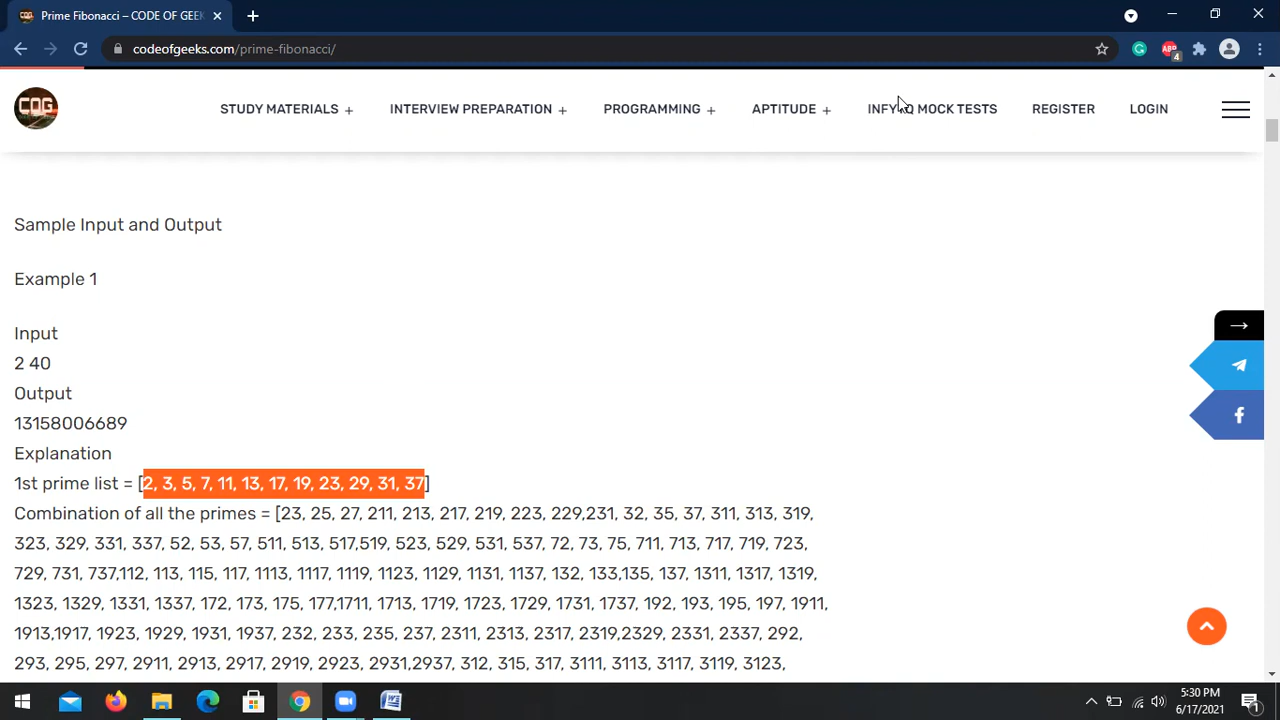 Prime Fibonacci – CODE OF GEEK
codeofgeeks.com/prime-fibonacci/
ABP
4
COG
STUDY MATERIALS +
INTERVIEW PREPARATION +
PROGRAMMING +
APTITUDE +
INFYTQ MOCK TESTS
REGISTER
LOGIN
Sample Input and Output
Example 1
Input
2 40
Output
13158006689
Explanation
1st prime list = [2, 3, 5, 7, 11, 13, 17, 19, 23, 29, 31, 37]
Combination of all the primes = [23, 25, 27, 211, 213, 217, 219, 223, 229,231, 32, 35, 37, 311, 313, 319,
323, 329, 331, 337, 52, 53, 57, 511, 513, 517,519, 523, 529, 531, 537, 72, 73, 75, 711, 713, 717, 719, 723,
729, 731, 737,112, 113, 115, 117, 1113, 1117, 1119, 1123, 1129, 1131, 1137, 132, 133,135, 137, 1311, 1317, 1319,
1323, 1329, 1331, 1337, 172, 173, 175, 177,1711, 1713, 1719, 1723, 1729, 1731, 1737, 192, 193, 195, 197, 1911,
1913,1917, 1923, 1929, 1931, 1937, 232, 233, 235, 237, 2311, 2313, 2317, 2319,2329, 2331, 2337, 292,
293, 295, 297, 2911, 2913, 2917, 2919, 2923, 2931,2937, 312, 315, 317, 3111, 3113, 3117, 3119, 3123,
5:30 PM
6/17/2021
1